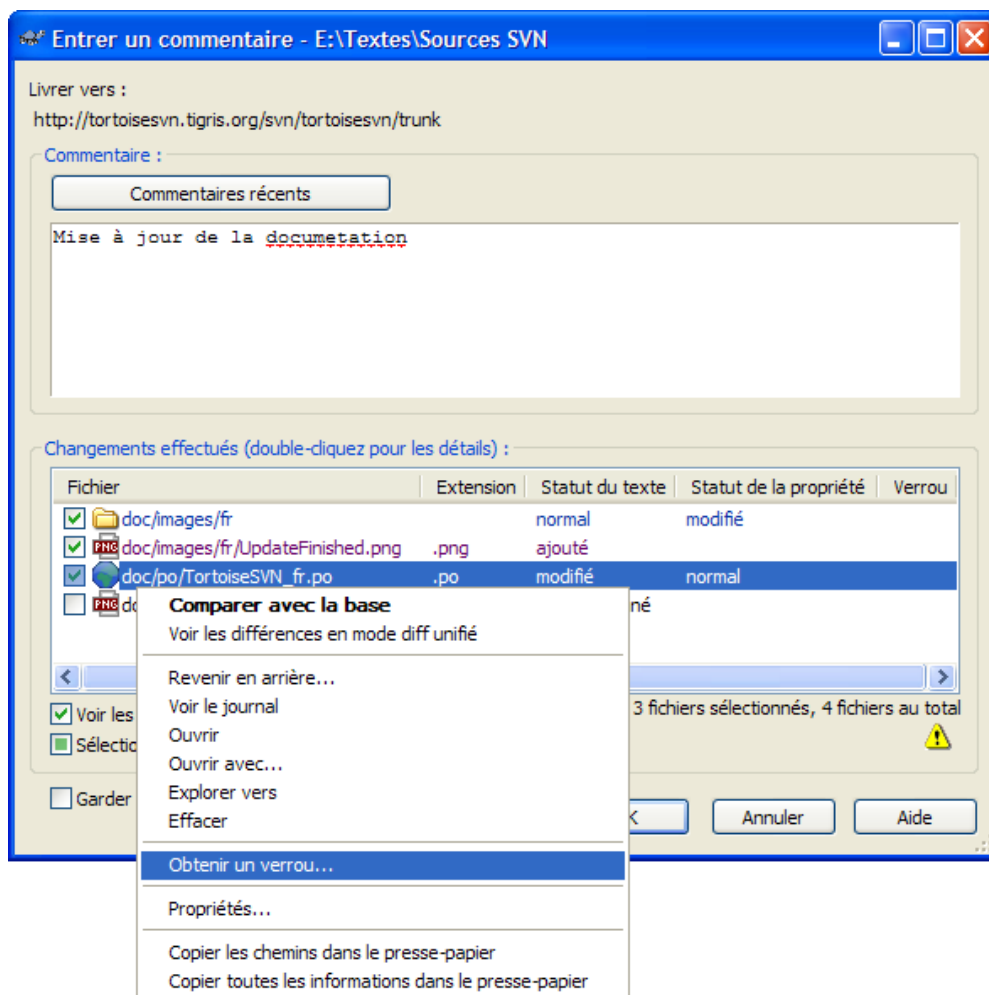 Entrer un commentaire - E:\Textes\Sources SVN
Livrer vers :
http://tortoisesvn.tigris.org/svn/tortoisesvn/trunk
Commentaire :
Commentaires récents
Mise à jour de la documetation
Changements effectués (double-cliquez pour les détails) :
Fichier Extension Statut du texte Statut de la propriété Verrou
doc/images/fr normal modifié
PNG doc/images/fr/UpdateFinished.png .png ajouté
doc/po/TortoiseSVN_fr.po .po modifié normal
PNG
Comparer avec la base
Voir les différences en mode diff unifié
Revenir en arrière...
Voir les
Voir le journal
3 fichiers sélectionnés, 4 fichiers au total
Ouvrir
Ouvrir avec...
Garder
Explorer vers
Effacer
Annuler
Aide
Obtenir un verrou...
Propriétés...
Copier les chemins dans le presse-papier
Copier toutes les informations dans le presse-papier